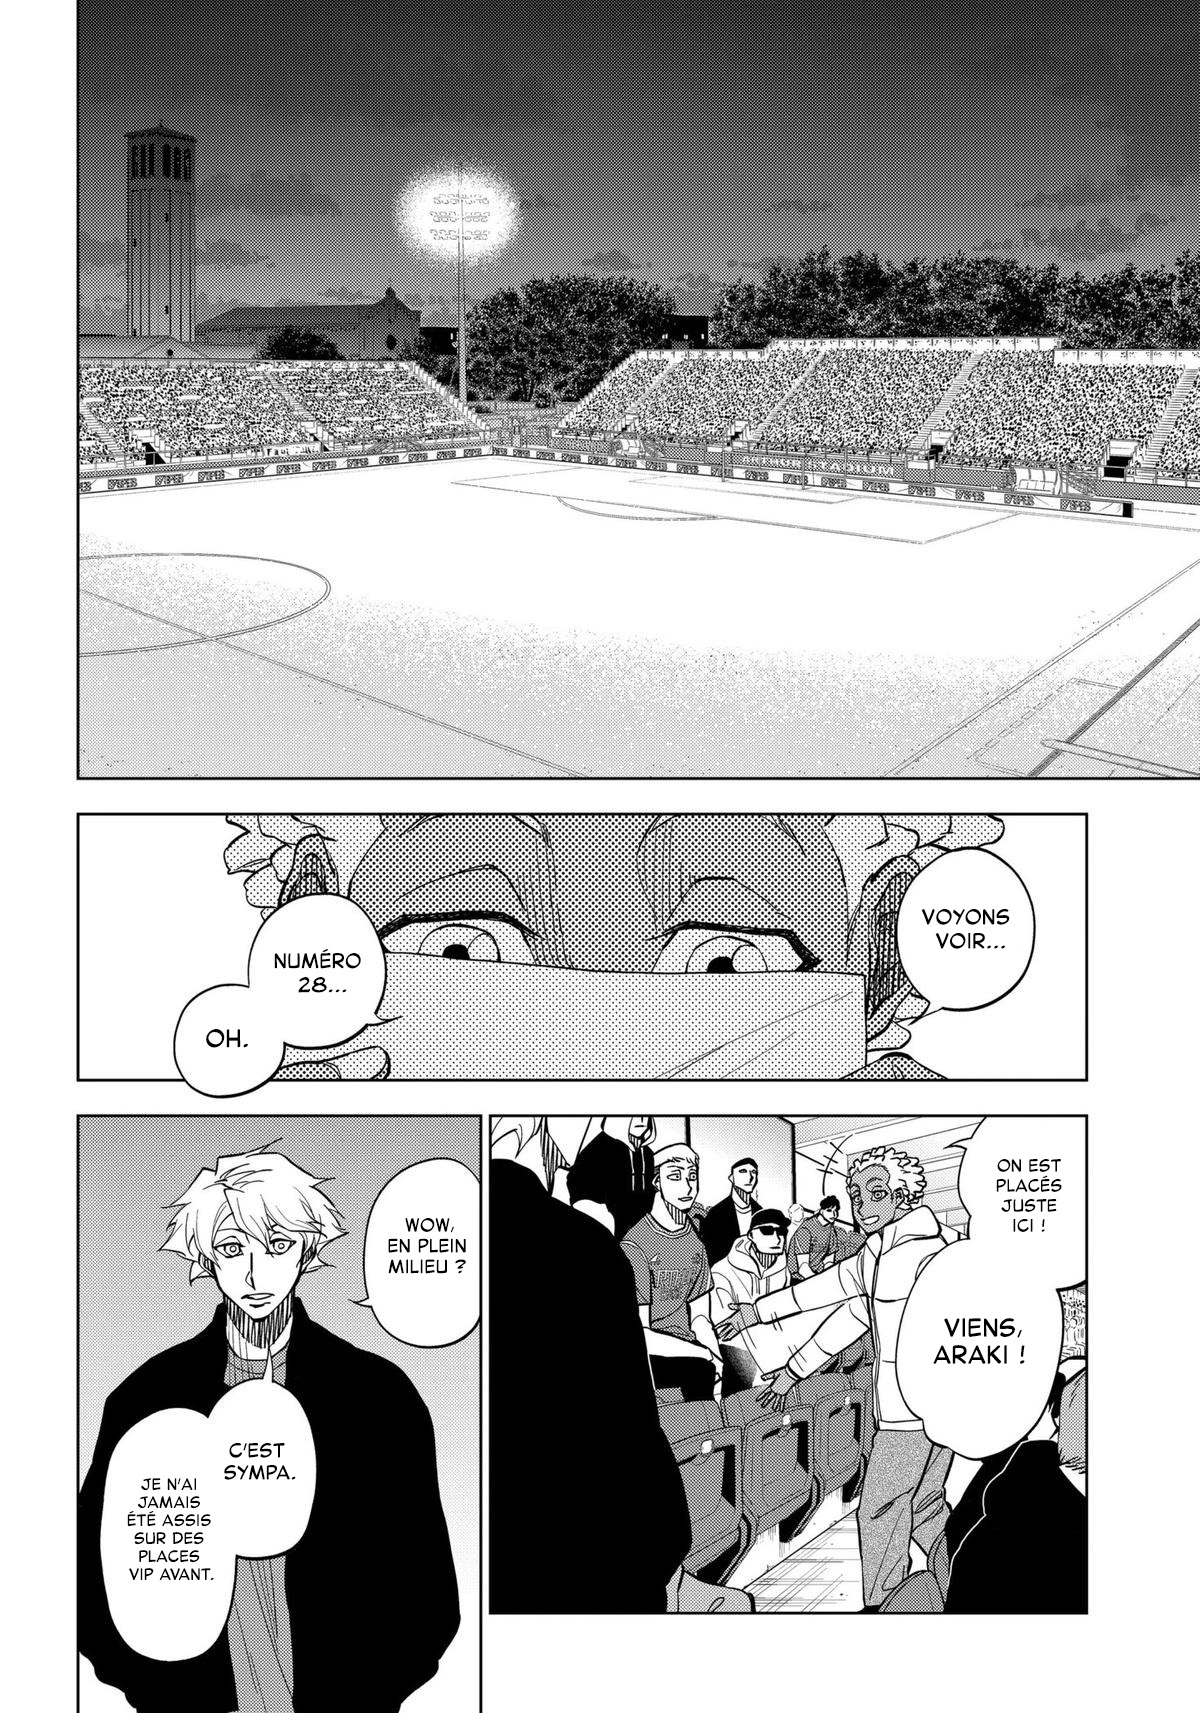 VOYONS
VOIR...
NUMÉRO
28...
OH.
ON EST
PLACÉS
JUSTE
ICI !
VIENS,
ARAKI !
WOW,
EN PLEIN
MILIEU ?
C'EST
SYMPA.
JE N'AI
JAMAIS
ÉTÉ ASSIS
SUR DES
PLACES
VIP AVANT.